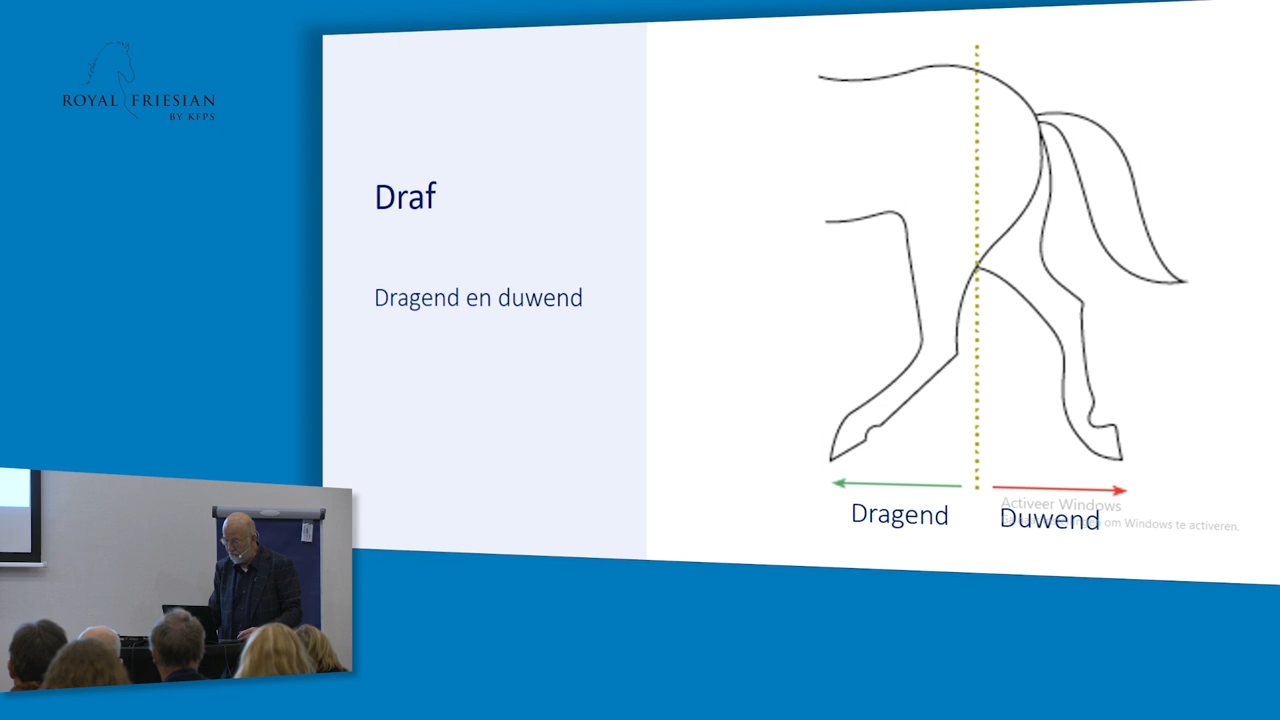 ROYAL FRIESIAN
BY KFPS
Draf
Dragend en duwend
Dragend
Duwend
Activeer Windows
om Windows te activeren.